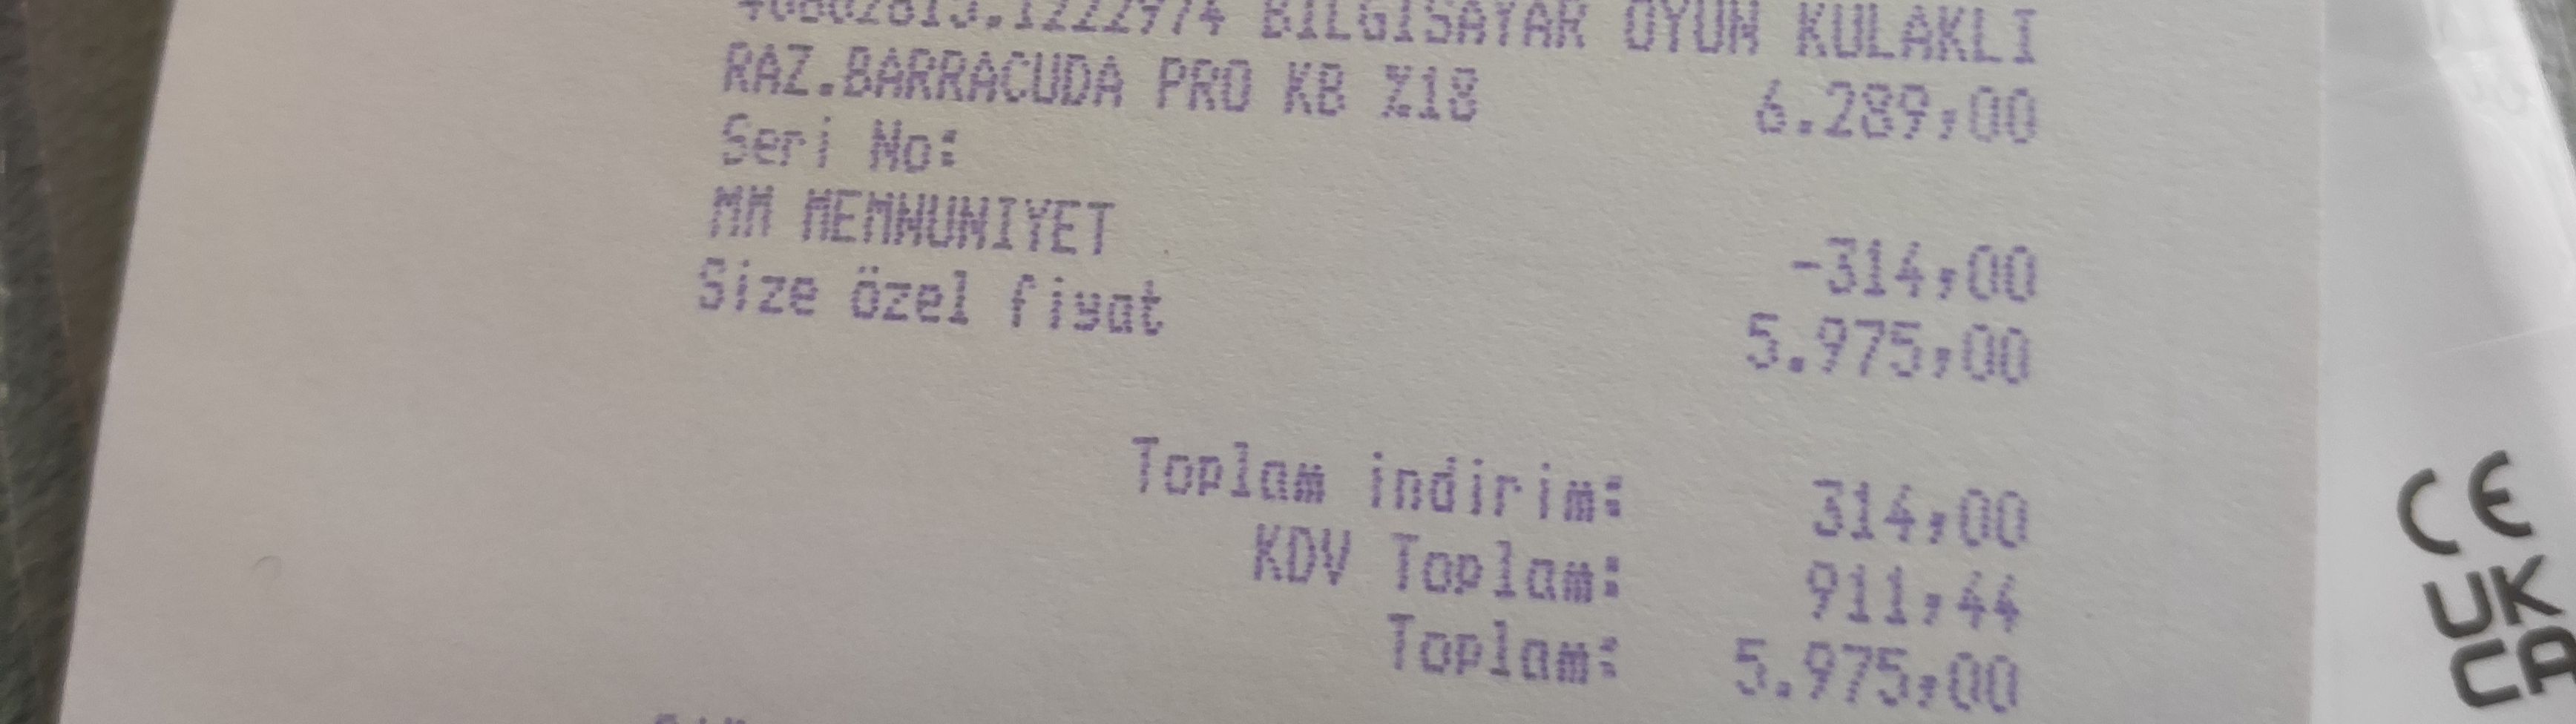 BILGISAYAR OYUN KULAKLI
RAZ.BARRACUDA PRO KB %18 6.289,00
Seri No:
MM MEMNUNIYET -314,00
Size özel fiyat 5.975,00
Toplam indirim: 314,00
KDV Toplam: 911,44
Toplam: 5.975,00
CE
UK
CA